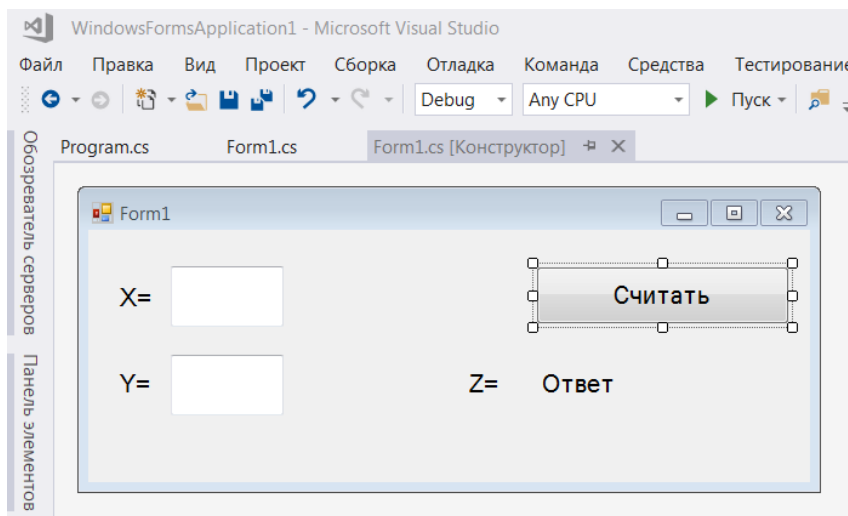 WindowsFormsApplication1 - Microsoft Visual Studio
Файл Правка Вид Проект Сборка Отладка Команда Средства Тестирование
Debug Any CPU Пуск
Обозреватель серверов
Панель элементов
Program.cs Form1.cs Form1.cs [Конструктор]
Form1
X= Считать
Y= Z= Ответ